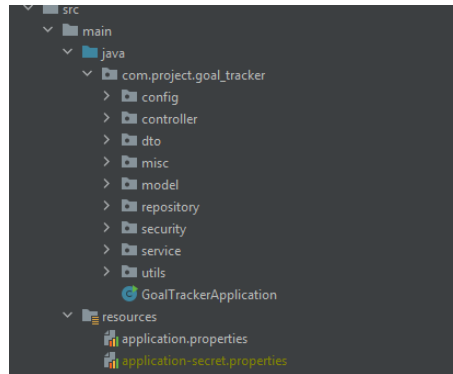 src
main
java
com.project.goal_tracker
config
controller
dto
misc
model
repository
security
service
utils
GoalTrackerApplication
resources
application.properties
application-secret.properties